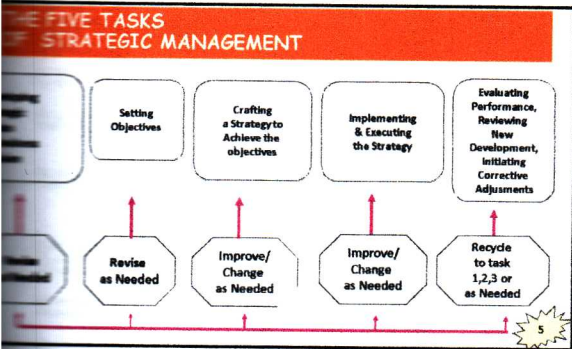 THE FIVE TASKS
OF STRATEGIC MANAGEMENT
Setting
Objectives
Crafting
a Strategy to
Achieve the
objectives
Implementing
& Executing
the Strategy
Evaluating
Performance,
Reviewing
New
Development,
Initiating
Corrective
Adjusments
Revise
as Needed
Improve/
Change
as Needed
Improve/
Change
as Needed
Recycle
to task
1,2,3 or
as Needed
5